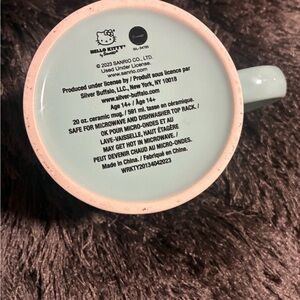 HELLO KITTY
© 2023 SANRIO CO., LTD.
Used Under License.
www.sanrio.com
Produced under license by / Produit sous licence par
Silver Buffalo, LLC., New York, NY 10018
www.silver-buffalo.com
Age 14+ / Âge 14+
20 oz. ceramic mug. / 591 ml. tasse en céramique.
SAFE FOR MICROWAVE AND DISHWASHER TOP RACK. /
OK POUR MICRO-ONDES ET AU
LAVE-VAISSELLE, HAUT ÉTAGÈRE
MAY GET HOT IN MICROWAVE. /
PEUT DEVENIR CHAUD AU MICRO-ONDES.
Made in China. / Fabriqué en Chine.
WRKTY20134042023